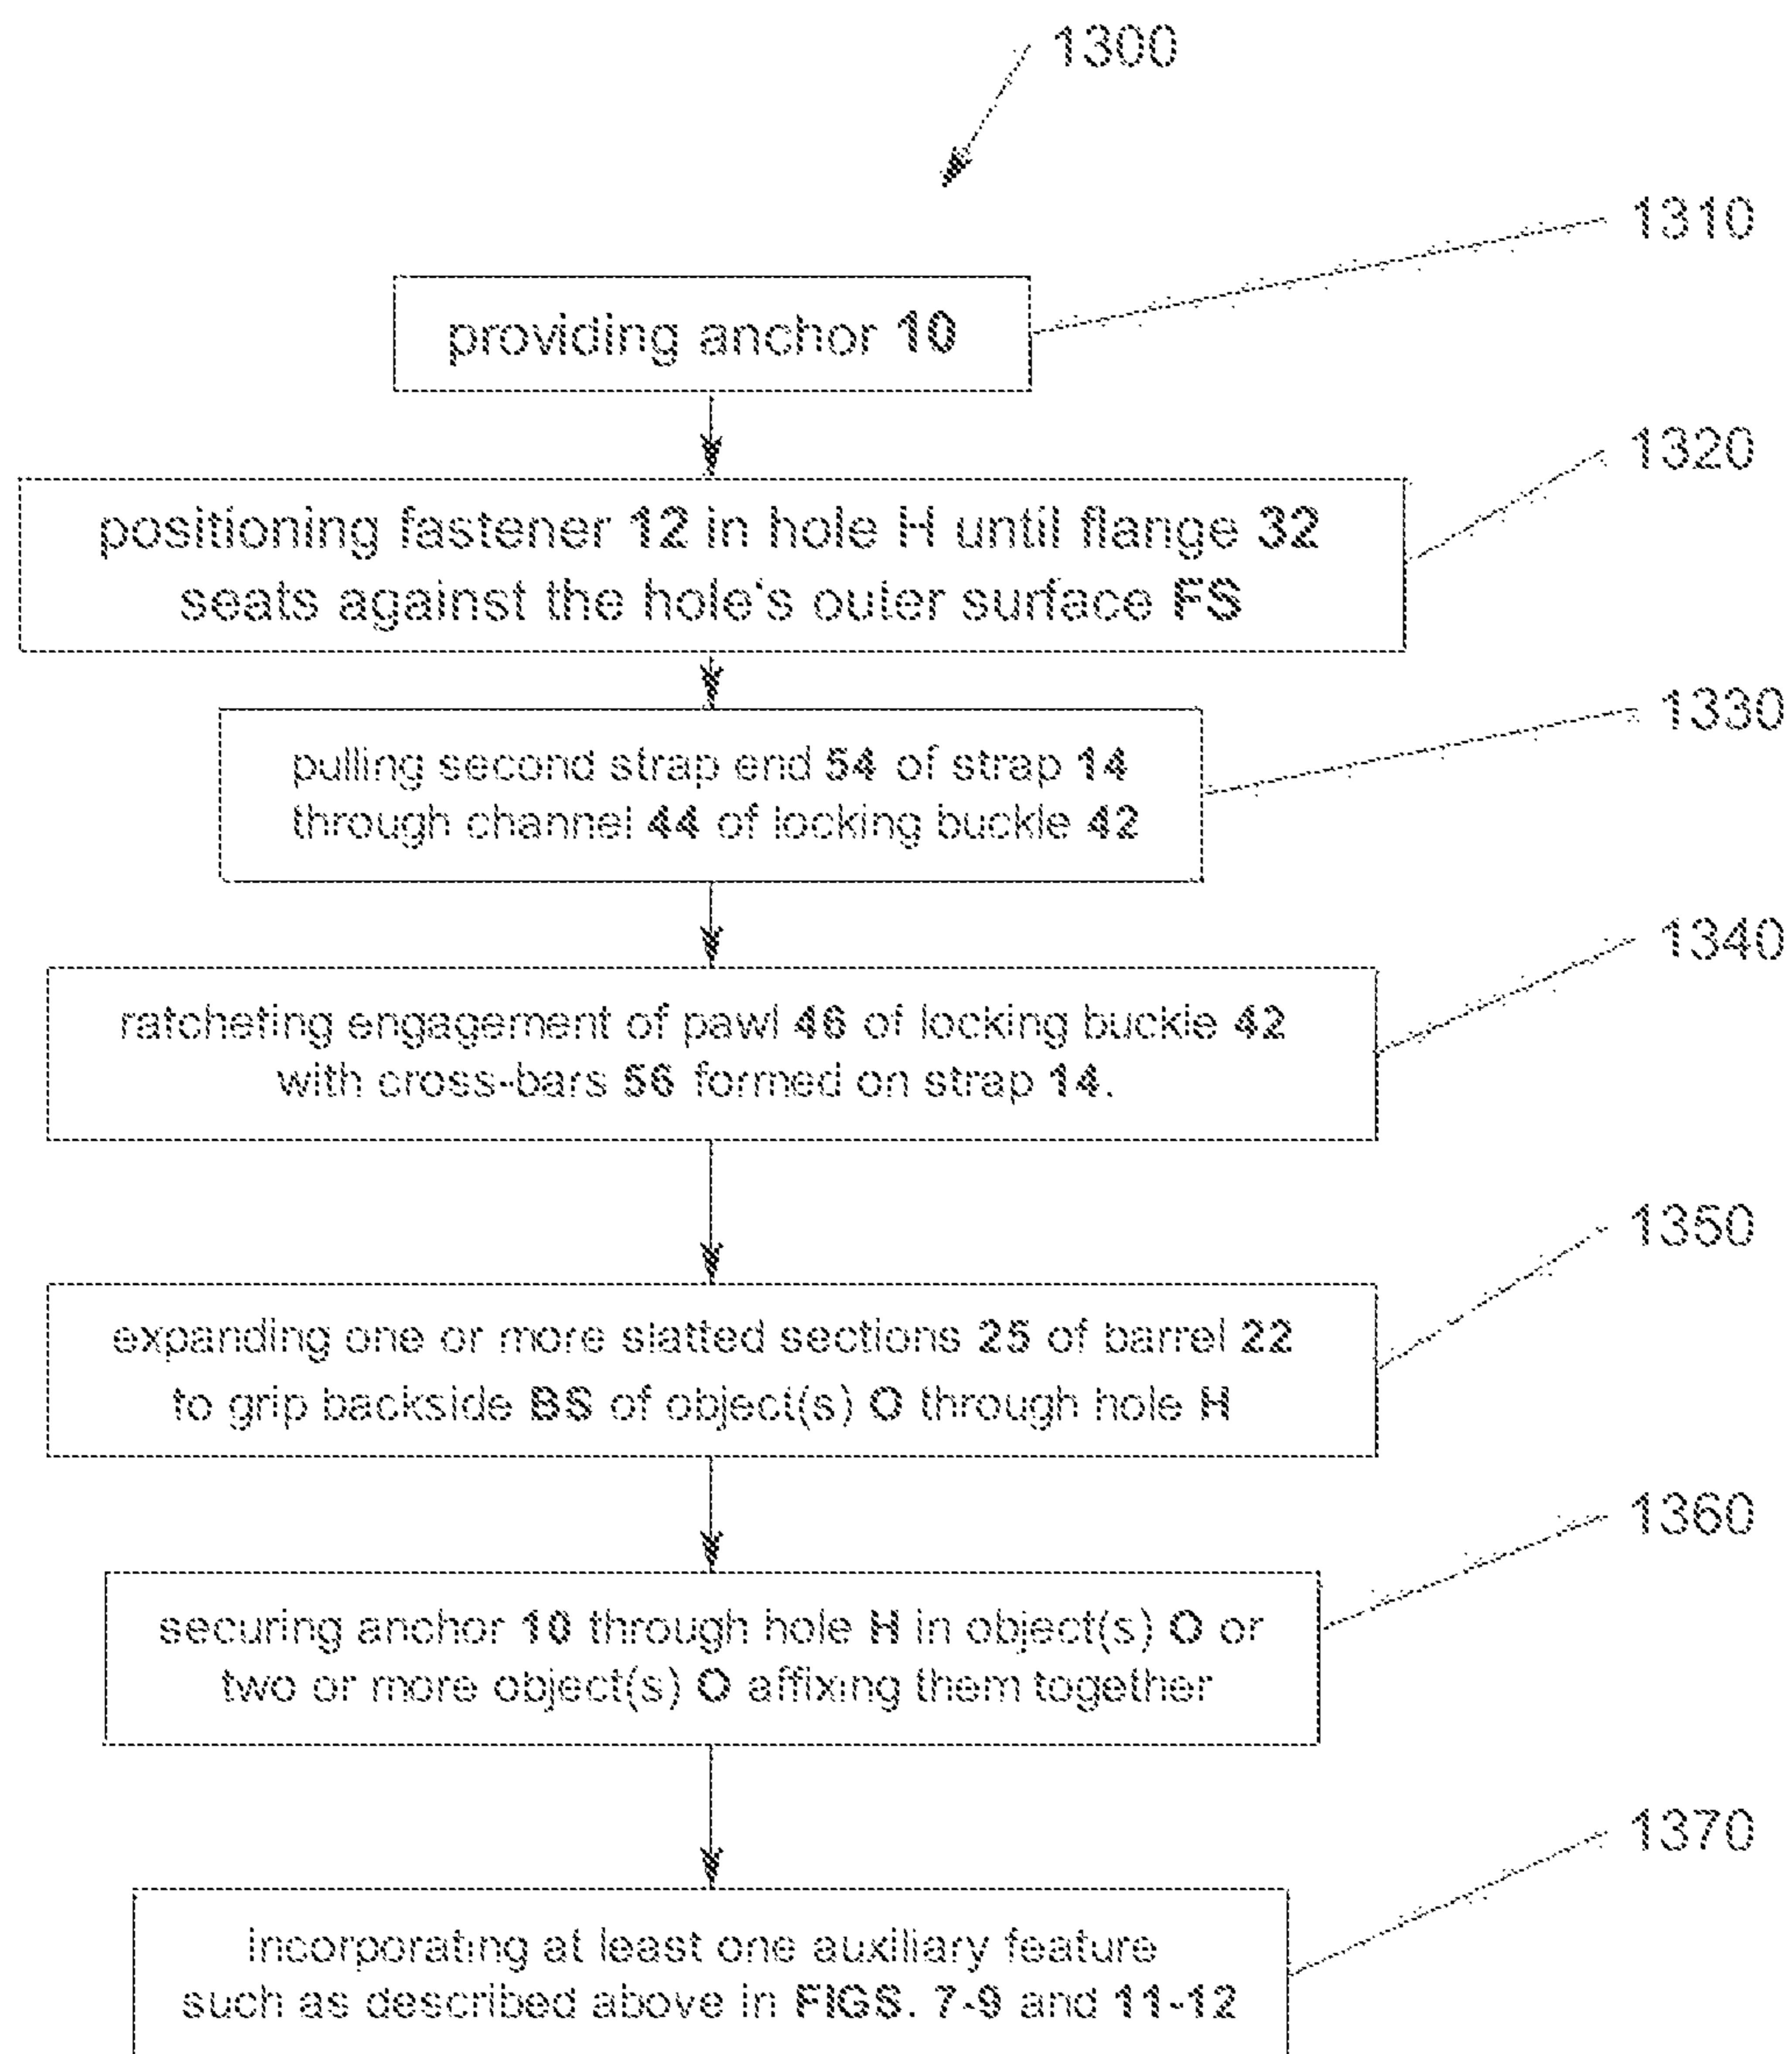 1300
1310
providing anchor 10
1320
positioning fastener 12 in hole H until flange 32
seats against the hole's outer surface FS
1330
pulling second strap end 54 of strap 14
through channel 44 of locking buckle 42
1340
ratcheting engagement of pawl 46 of locking buckle 42
with cross-bars 56 formed on strap 14.
1350
expanding one or more slatted sections 25 of barrel 22
to grip backside BS of object(s) O through hole H
1360
securing anchor 10 through hole H in object(s) O or
two or more object(s) O affixing them together
1370
incorporating at least one auxiliary feature
such as described above in FIGS. 7-9 and 11-12